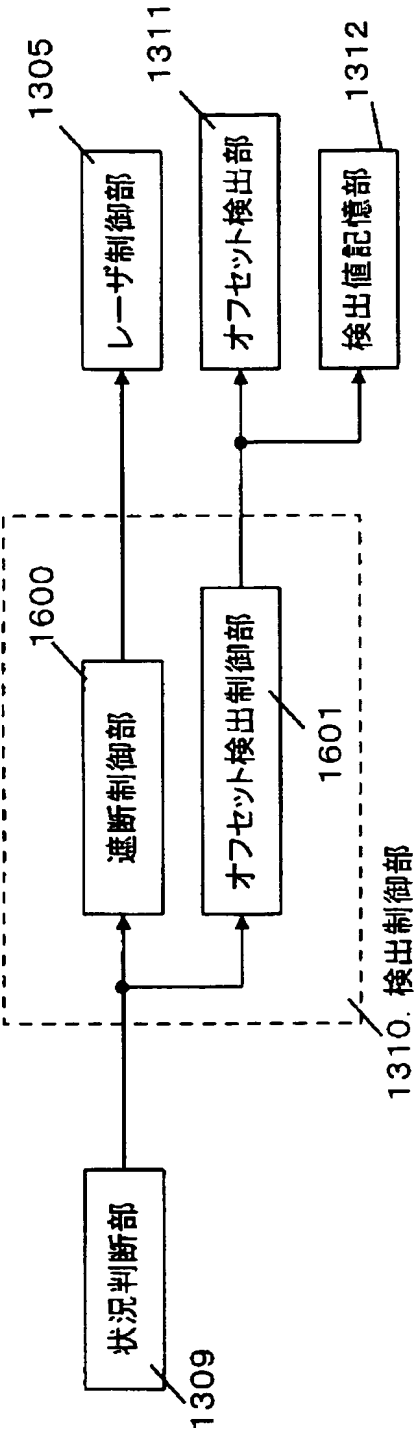 状況判断部
1309
遮断制御部
1600
オフセット検出制御部
1601
1310. 検出制御部
レーザ制御部
1305
オフセット検出部
1311
検出値記憶部
1312